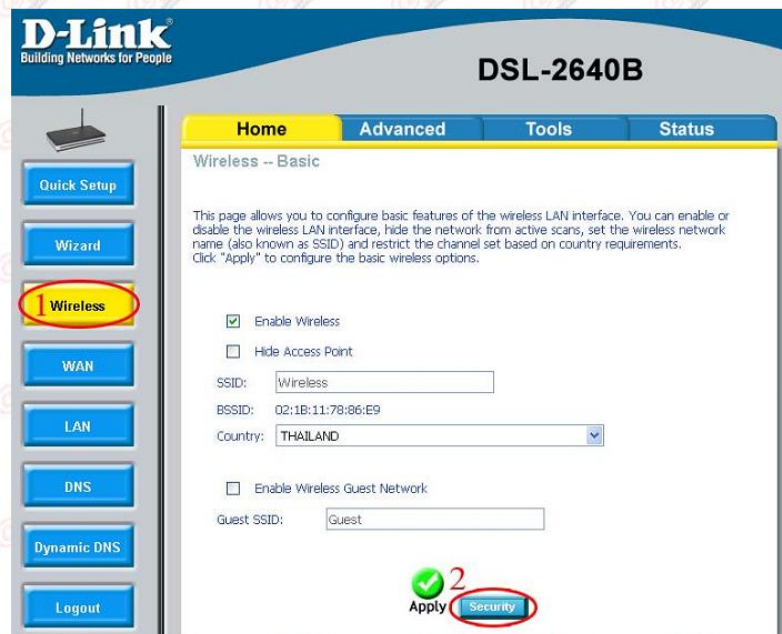 D-Link®
Building Networks for People
DSL-2640B
Home Advanced Tools Status
Wireless -- Basic
Quick Setup
This page allows you to configure basic features of the wireless LAN interface. You can enable or
disable the wireless LAN interface, hide the network from active scans, set the wireless network
name (also known as SSID) and restrict the channel set based on country requirements.
Click "Apply" to configure the basic wireless options.
Wizard
1 Wireless
Enable Wireless
Hide Access Point
WAN
SSID: Wireless
BSSID: 02:1B:11:78:86:E9
LAN
Country: THAILAND
DNS
Enable Wireless Guest Network
Guest SSID: Guest
Dynamic DNS
2
Logout
Apply Security